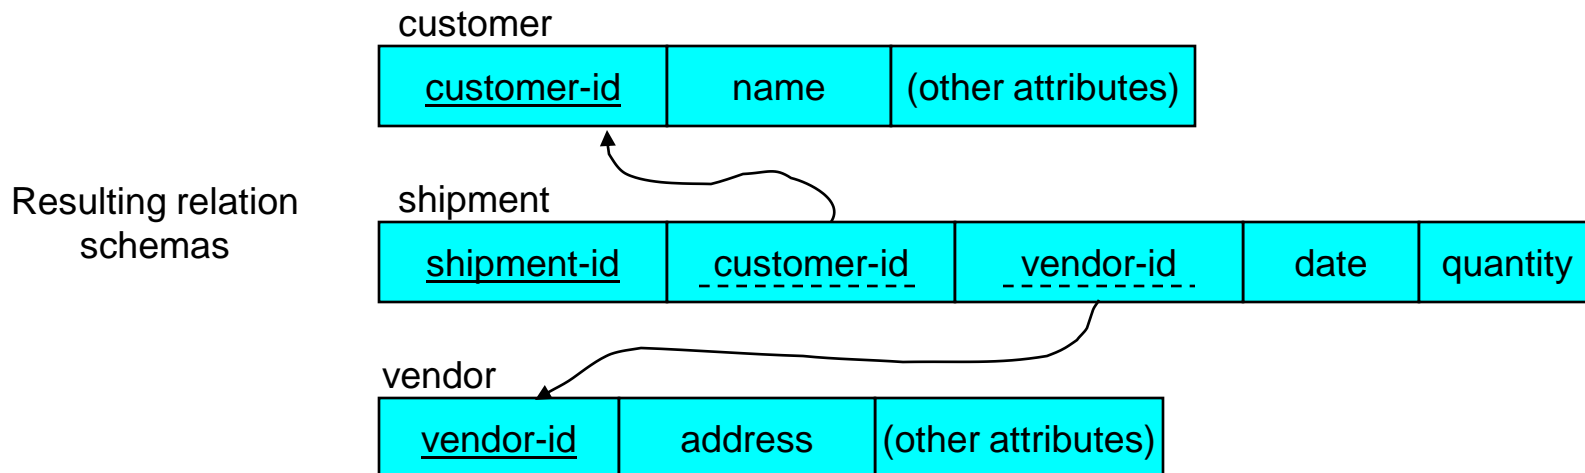 customer
customer-id name (other attributes)
Resulting relation
schemas
shipment
shipment-id customer-id vendor-id date quantity
vendor
vendor-id address (other attributes)